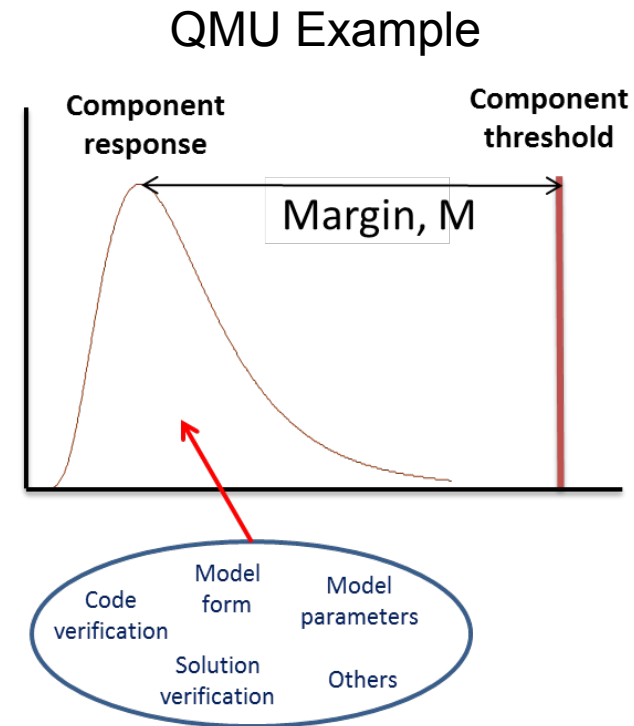 QMU Example
Component
response
Component
threshold
Margin, M
Model
form
Model
parameters
Code
verification
Solution
verification
Others